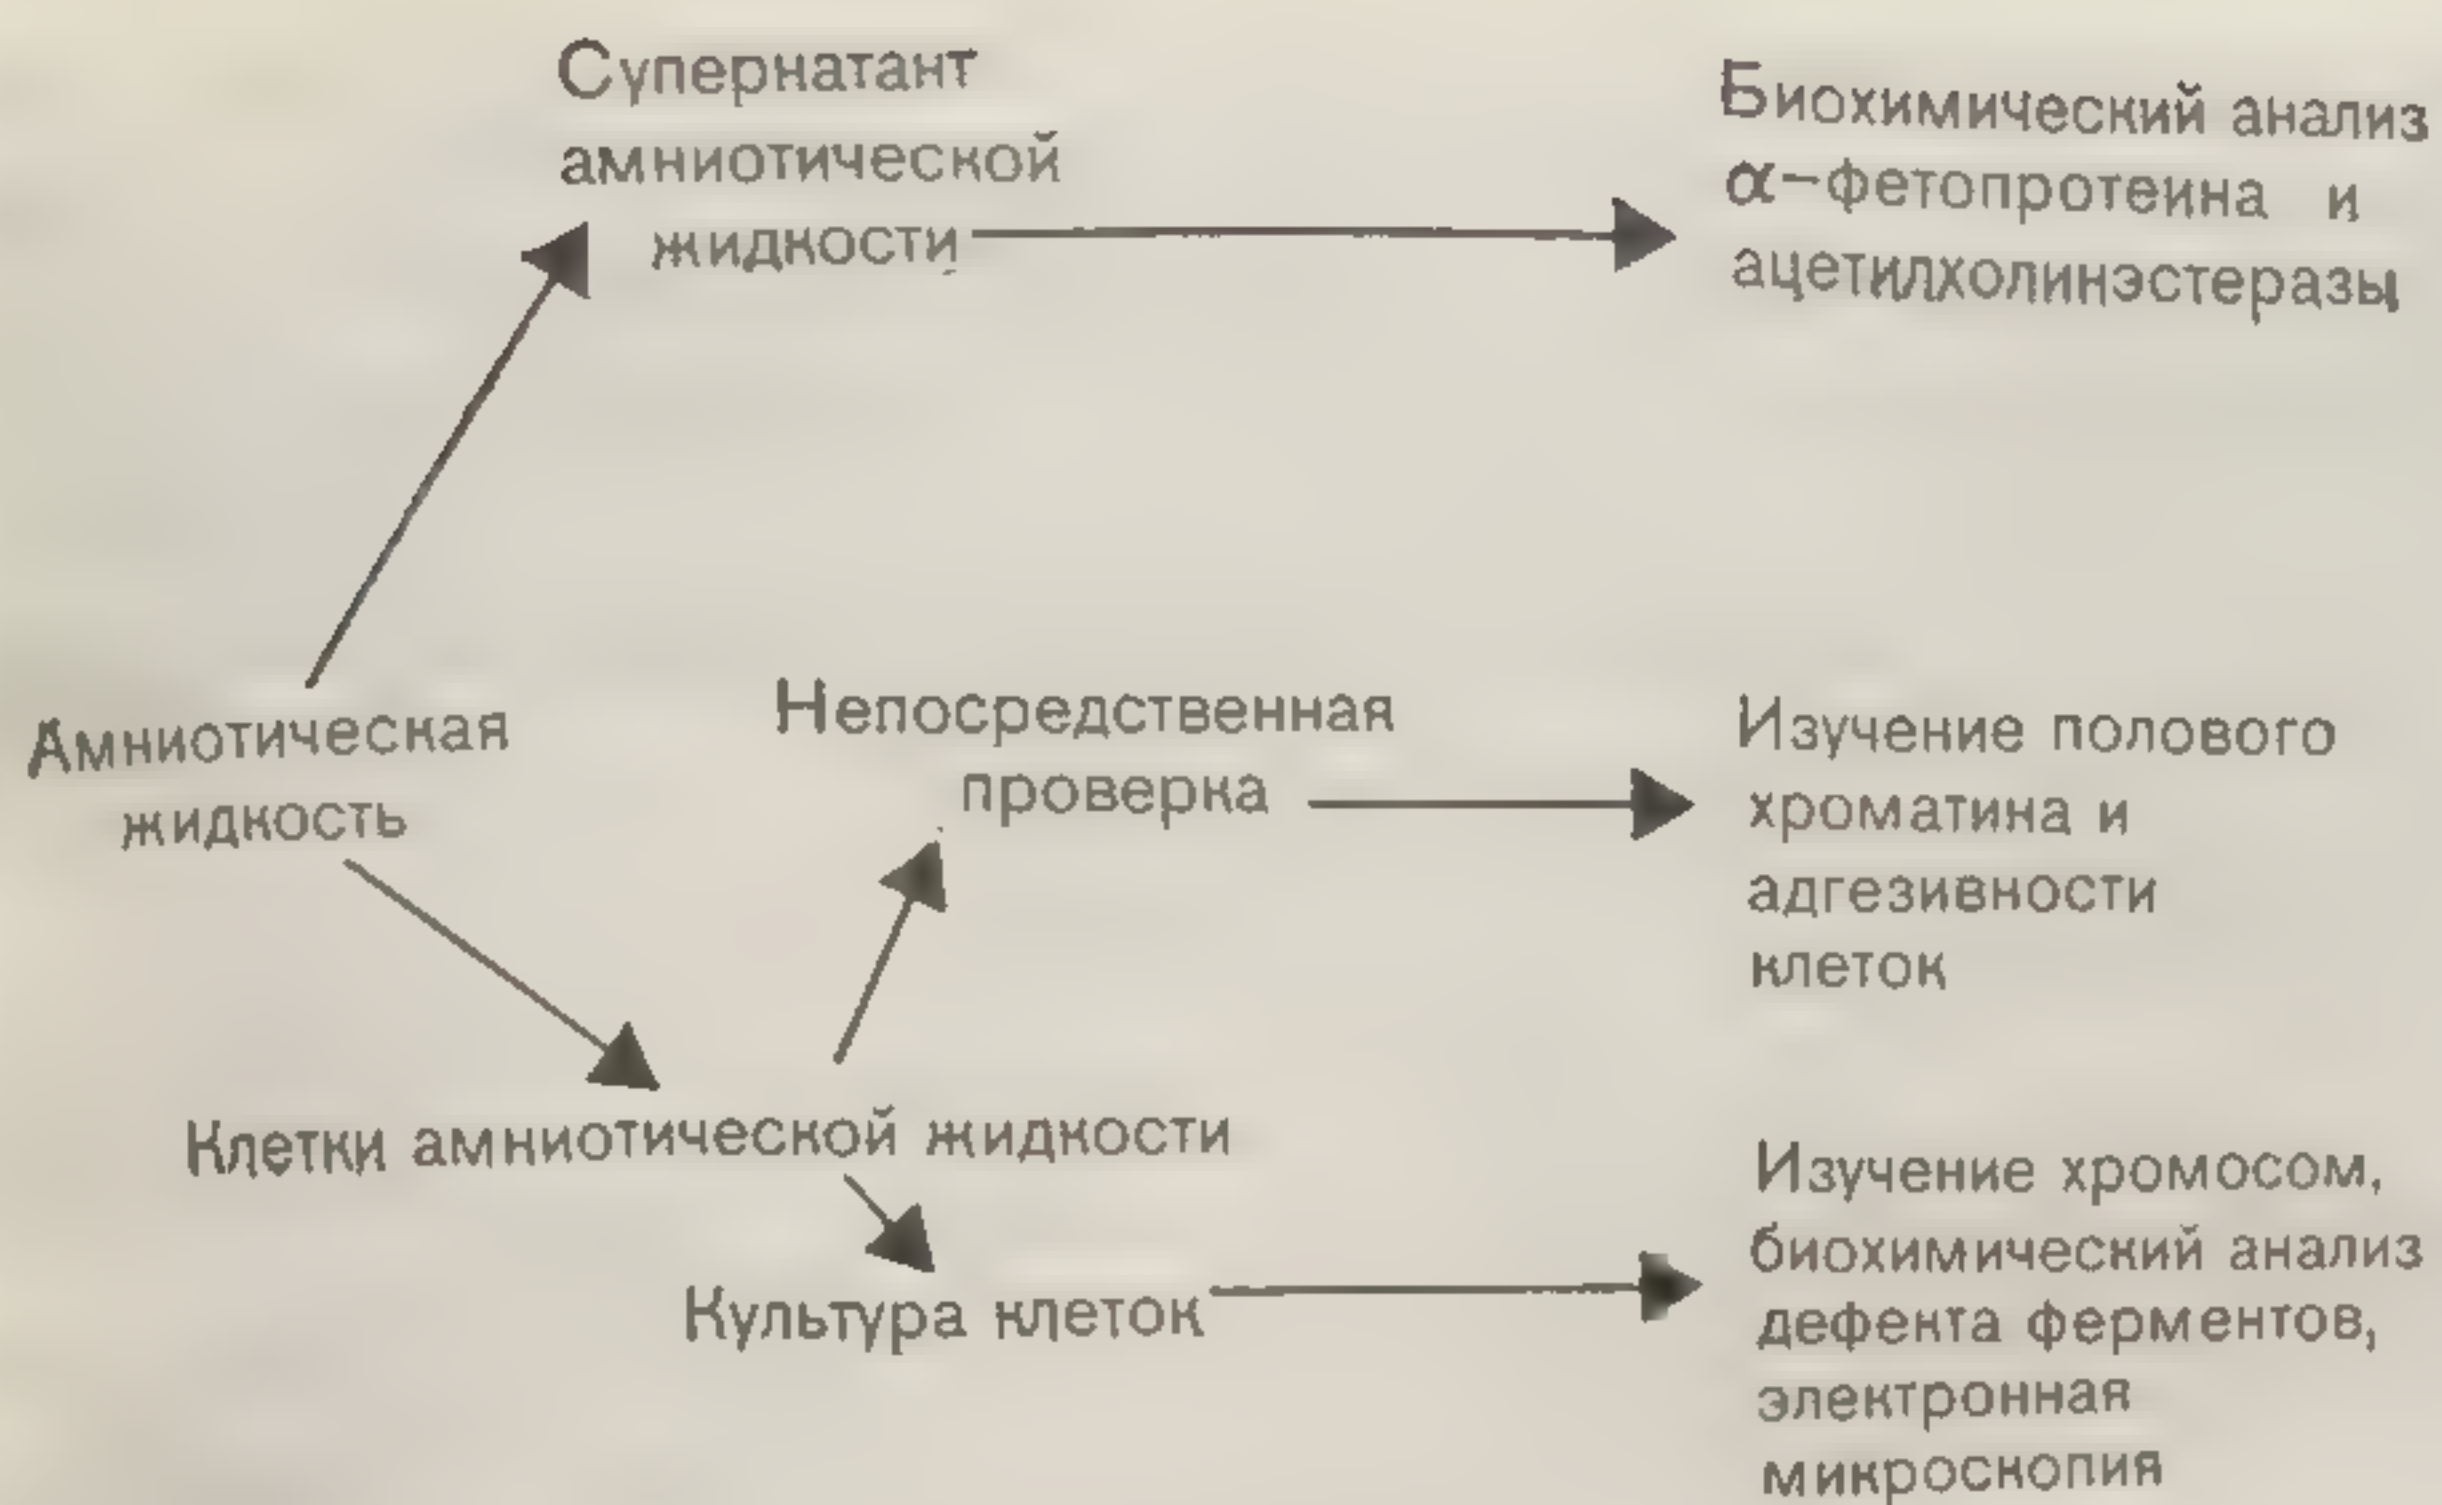 Супернатант
амниотической
жидкости
Биохимический анализ
α-фетопротеина и
ацетилхолинэстеразы
Амниотическая
жидкость
Непосредственная
проверка
Изучение полового
хроматина и
адгезивности
клеток
Клетки амниотической жидкости
Культура клеток
Изучение хромосом,
биохимический анализ
дефекта ферментов,
электронная
микроскопия